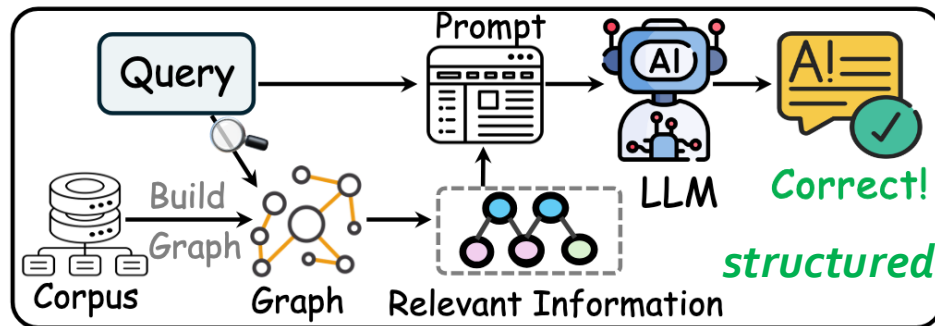 Prompt
Query
AI
A!
Build
Graph
LLM
Correct!
structured
Corpus
Graph
Relevant Information